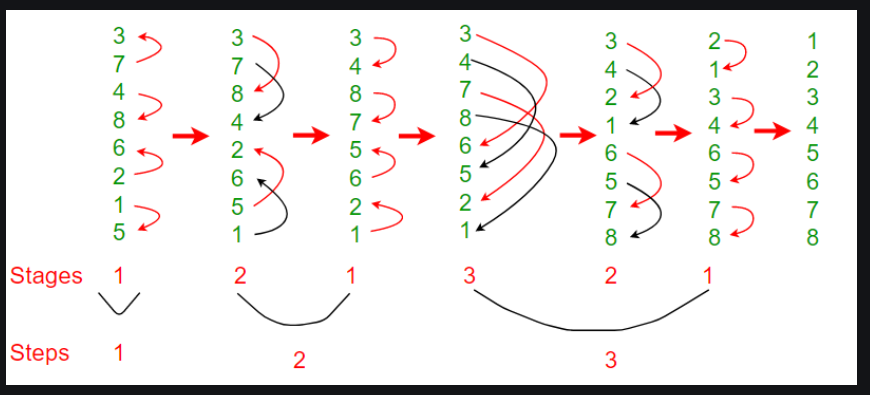 3 3 3 3 3 2 1
7 7 4 4 4 1 2
4 8 8 7 2 3 3
8 4 7 8 1 4 4
6 2 5 6 6 6 5
2 6 6 5 5 5 6
1 5 2 2 7 7 7
5 1 1 1 8 8 8
Stages 1 2 1 3 2 1
Steps 1 2 3